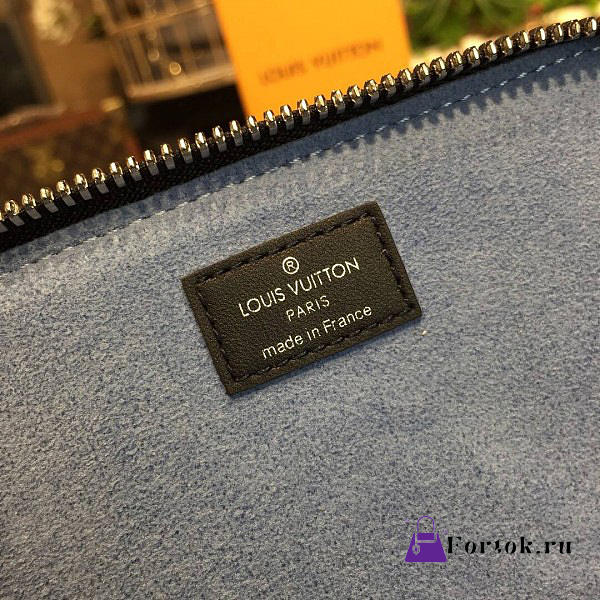 LOUIS VUITTON
®
LOUIS VUITTON
PARIS
made in France
Fortok.ru